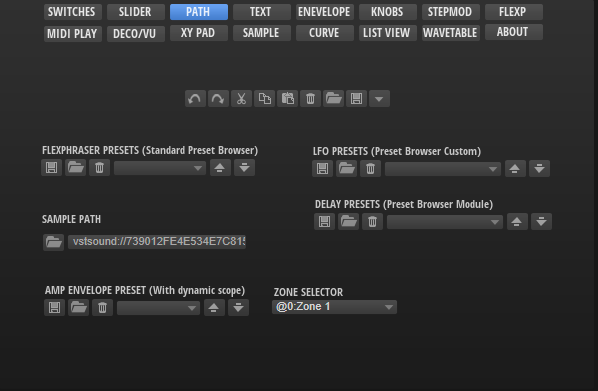 SWITCHES SLIDER PATH TEXT ENEVELOPE KNOBS STEPMOD FLEXP
MIDI PLAY DECO/VU XY PAD SAMPLE CURVE LIST VIEW WAVETABLE ABOUT
FLEXPHRASER PRESETS (Standard Preset Browser)
LFO PRESETS (Preset Browser Custom)
DELAY PRESETS (Preset Browser Module)
SAMPLE PATH
vstsound://739012FE4E534E7C815
AMP ENVELOPE PRESET (With dynamic scope)
ZONE SELECTOR
@0:Zone 1